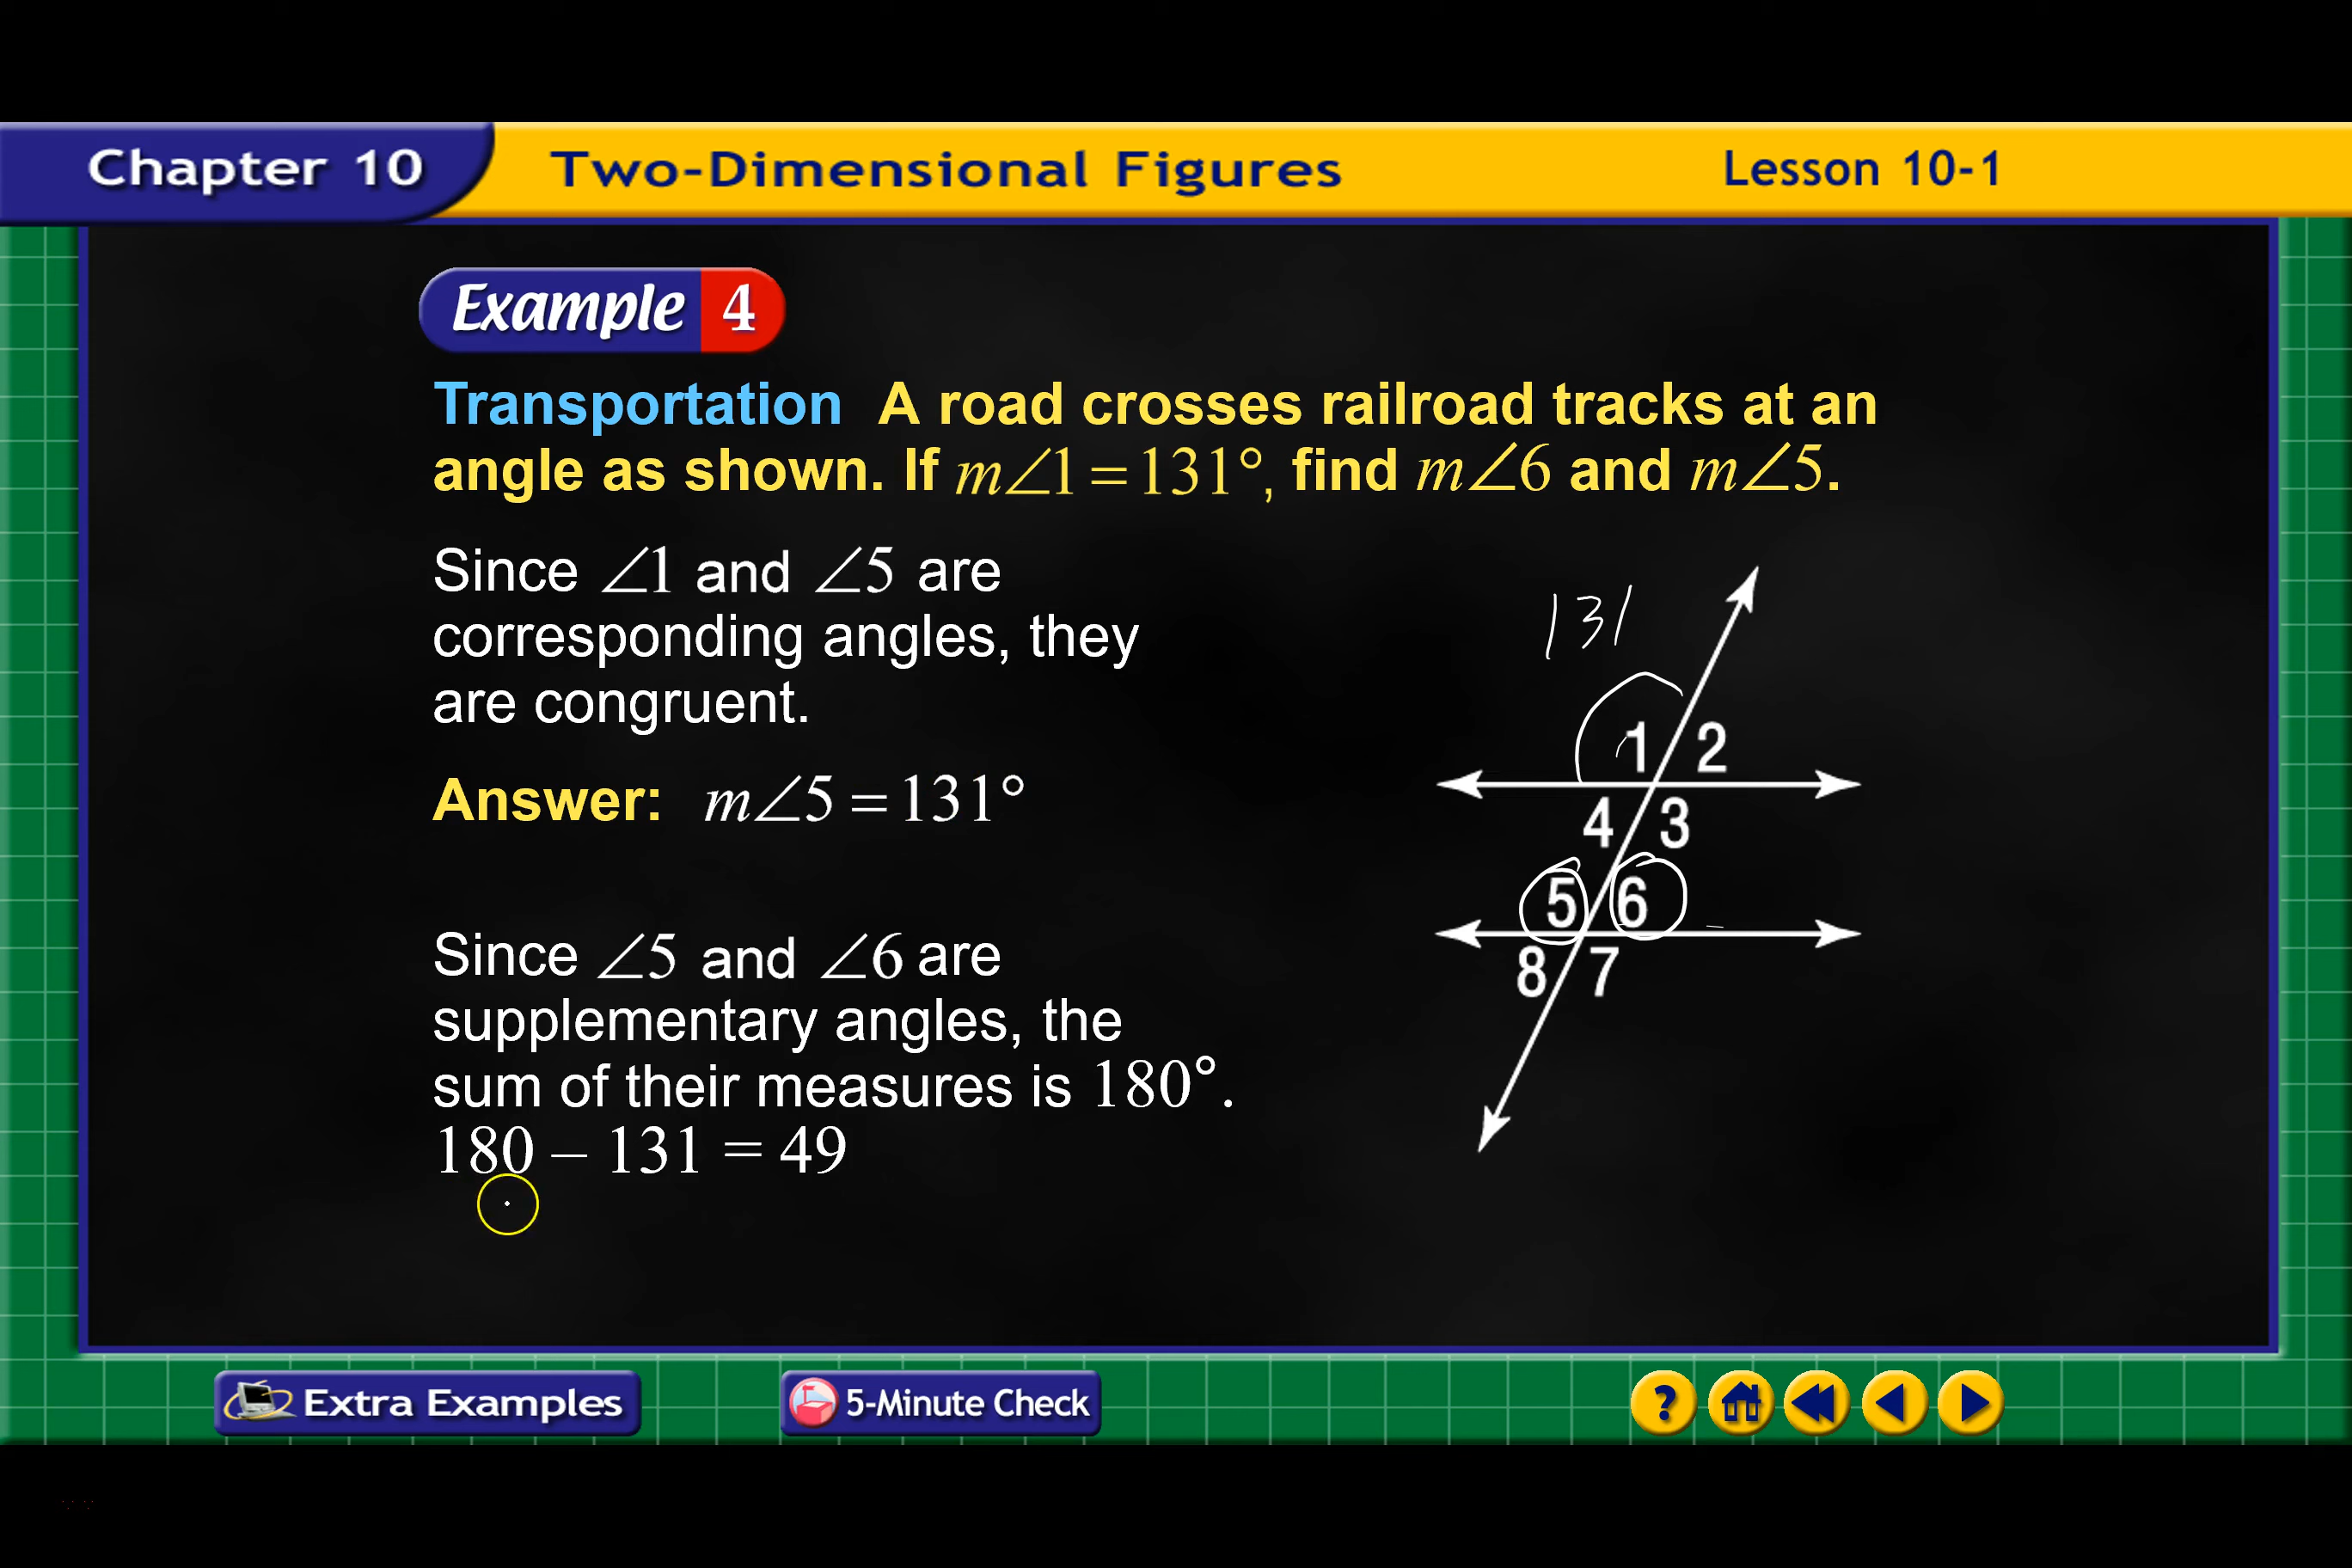 Chapter 10 Two-Dimensional Figures Lesson 10-1
Example 4
Transportation A road crosses railroad tracks at an
angle as shown. If m∠1 = 131°, find m∠6 and m∠5.
Since ∠1 and ∠5 are
corresponding angles, they
are congruent.
Answer: m∠5 = 131°
Since ∠5 and ∠6 are
supplementary angles, the
sum of their measures is 180°.
180 – 131 = 49
131
1 2
4 3
5 6
8 7
Extra Examples 5-Minute Check ?